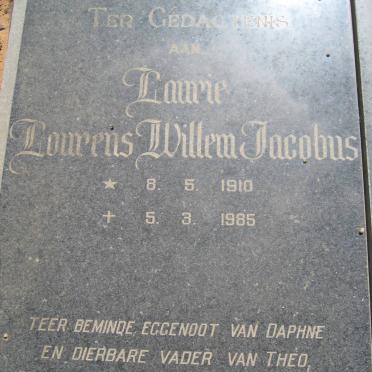 TER GEDAGTENIS
AAN
Laurie
Lourens Willem Jacobus
★ 8. 5. 1910
✝ 5. 3. 1985
TEER BEMINDE EGGENOOT VAN DAPHNE
EN DIERBARE VADER VAN THEO,